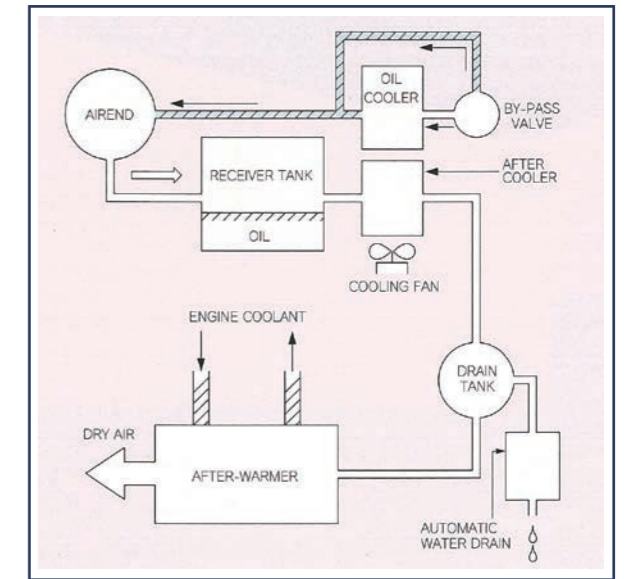 OIL
COOLER
AIREND
BY-PASS
VALVE
RECEIVER TANK
AFTER
COOLER
OIL
COOLING FAN
ENGINE COOLANT
DRAIN
TANK
DRY AIR
AFTER-WARMER
AUTOMATIC
WATER DRAIN